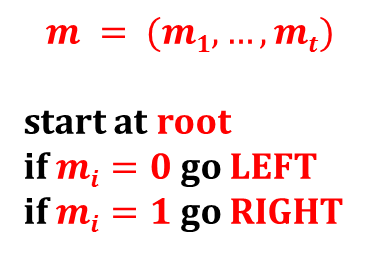 m = (m₁, ..., mₜ)
start at root
if mᵢ = 0 go LEFT
if mᵢ = 1 go RIGHT